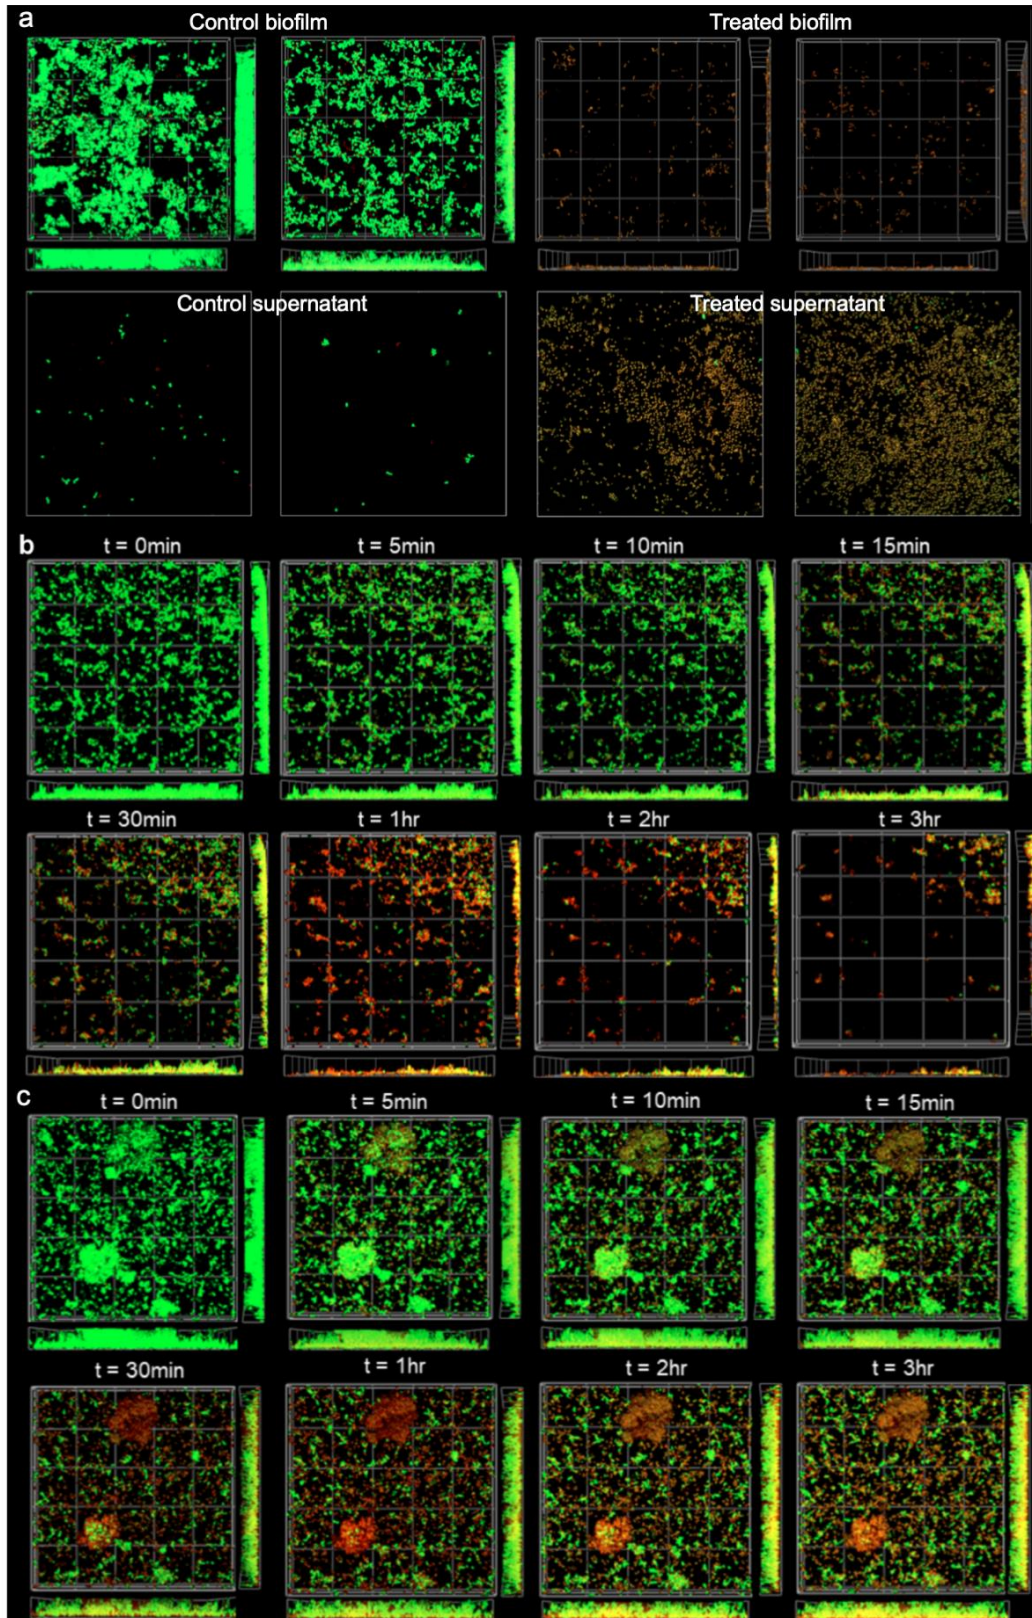 a
Control biofilm
Treated biofilm
Control supernatant
Treated supernatant
b
t = 0min
t = 5min
t = 10min
t = 15min
t = 30min
t = 1hr
t = 2hr
t = 3hr
c
t = 0min
t = 5min
t = 10min
t = 15min
t = 30min
t = 1hr
t = 2hr
t = 3hr